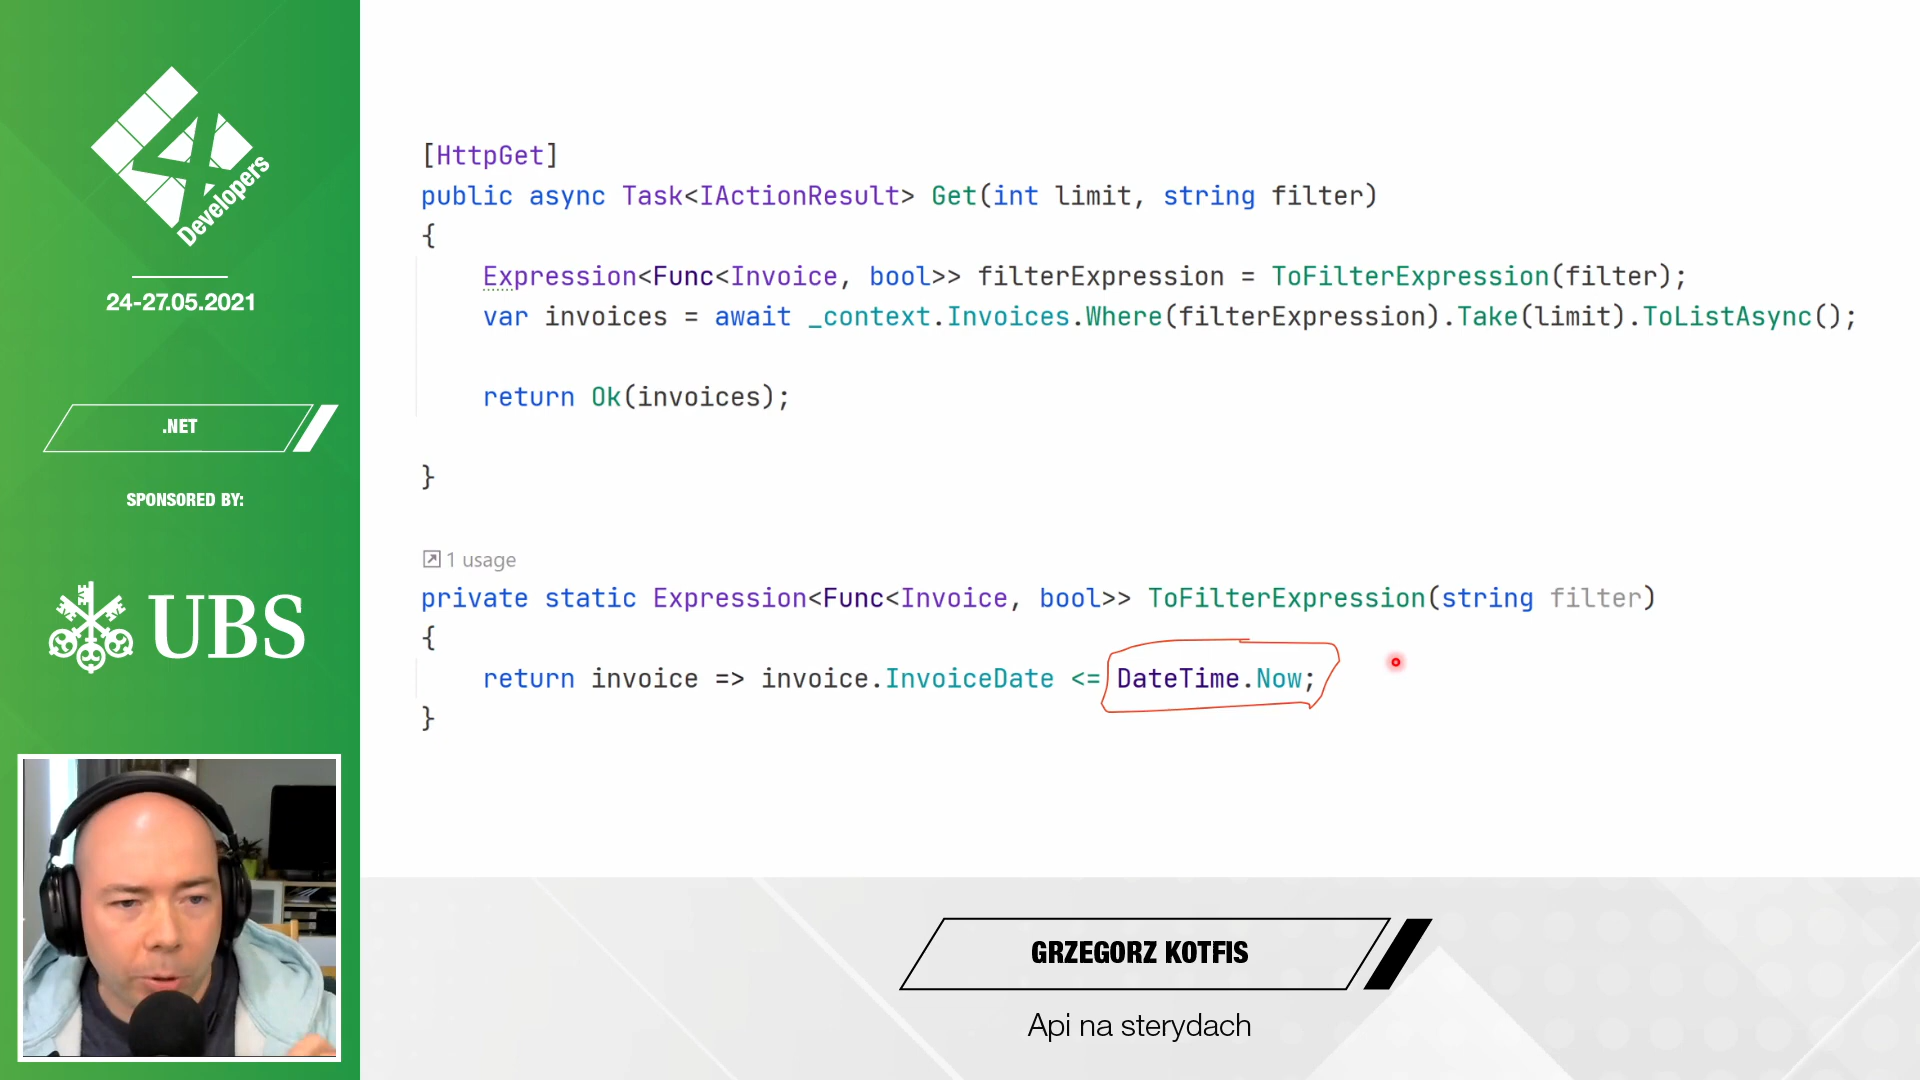 4
Developers
24-27.05.2021
.NET
SPONSORED BY:
UBS
[HttpGet]
public async Task<IActionResult> Get(int limit, string filter)
{
Expression<Func<Invoice, bool>> filterExpression = ToFilterExpression(filter);
var invoices = await _context.Invoices.Where(filterExpression).Take(limit).ToListAsync();
return Ok(invoices);
}
1 usage
private static Expression<Func<Invoice, bool>> ToFilterExpression(string filter)
{
return invoice => invoice.InvoiceDate <= DateTime.Now;
}
GRZEGORZ KOTFIS
Api na sterydach